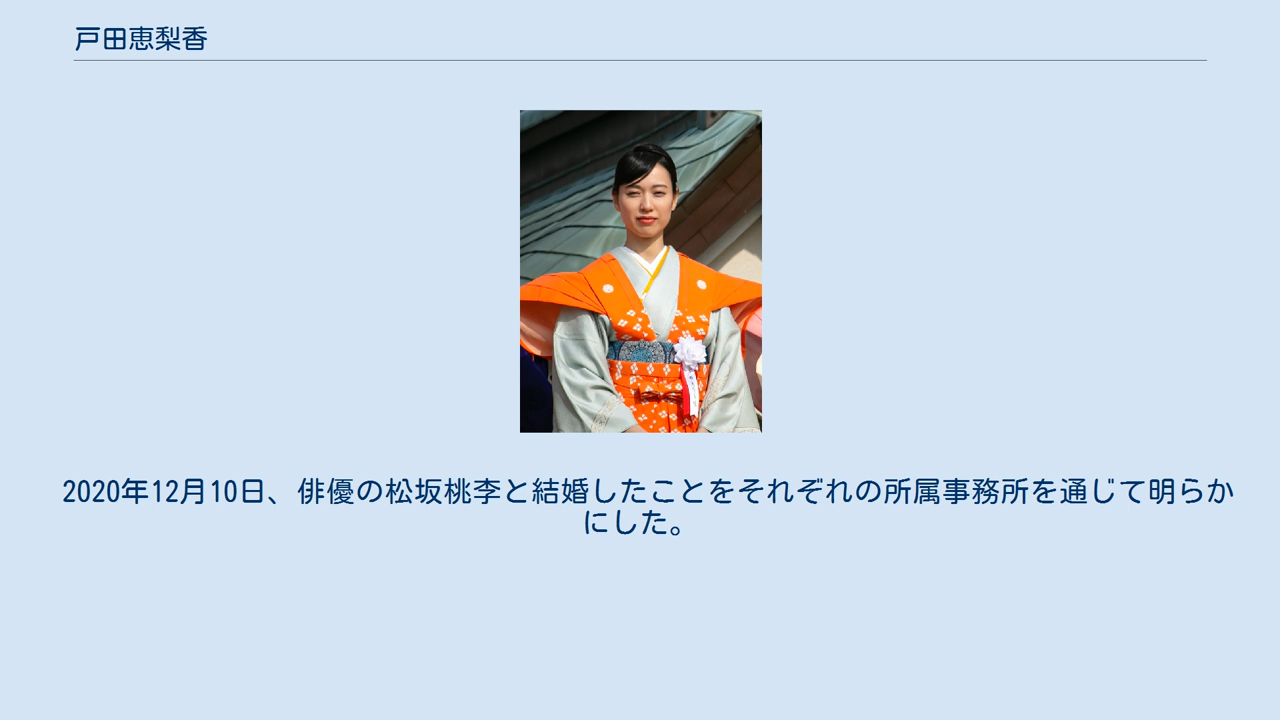 戸田恵梨香
2020年12月10日、俳優の松坂桃李と結婚したことをそれぞれの所属事務所を通じて明らか
にした。